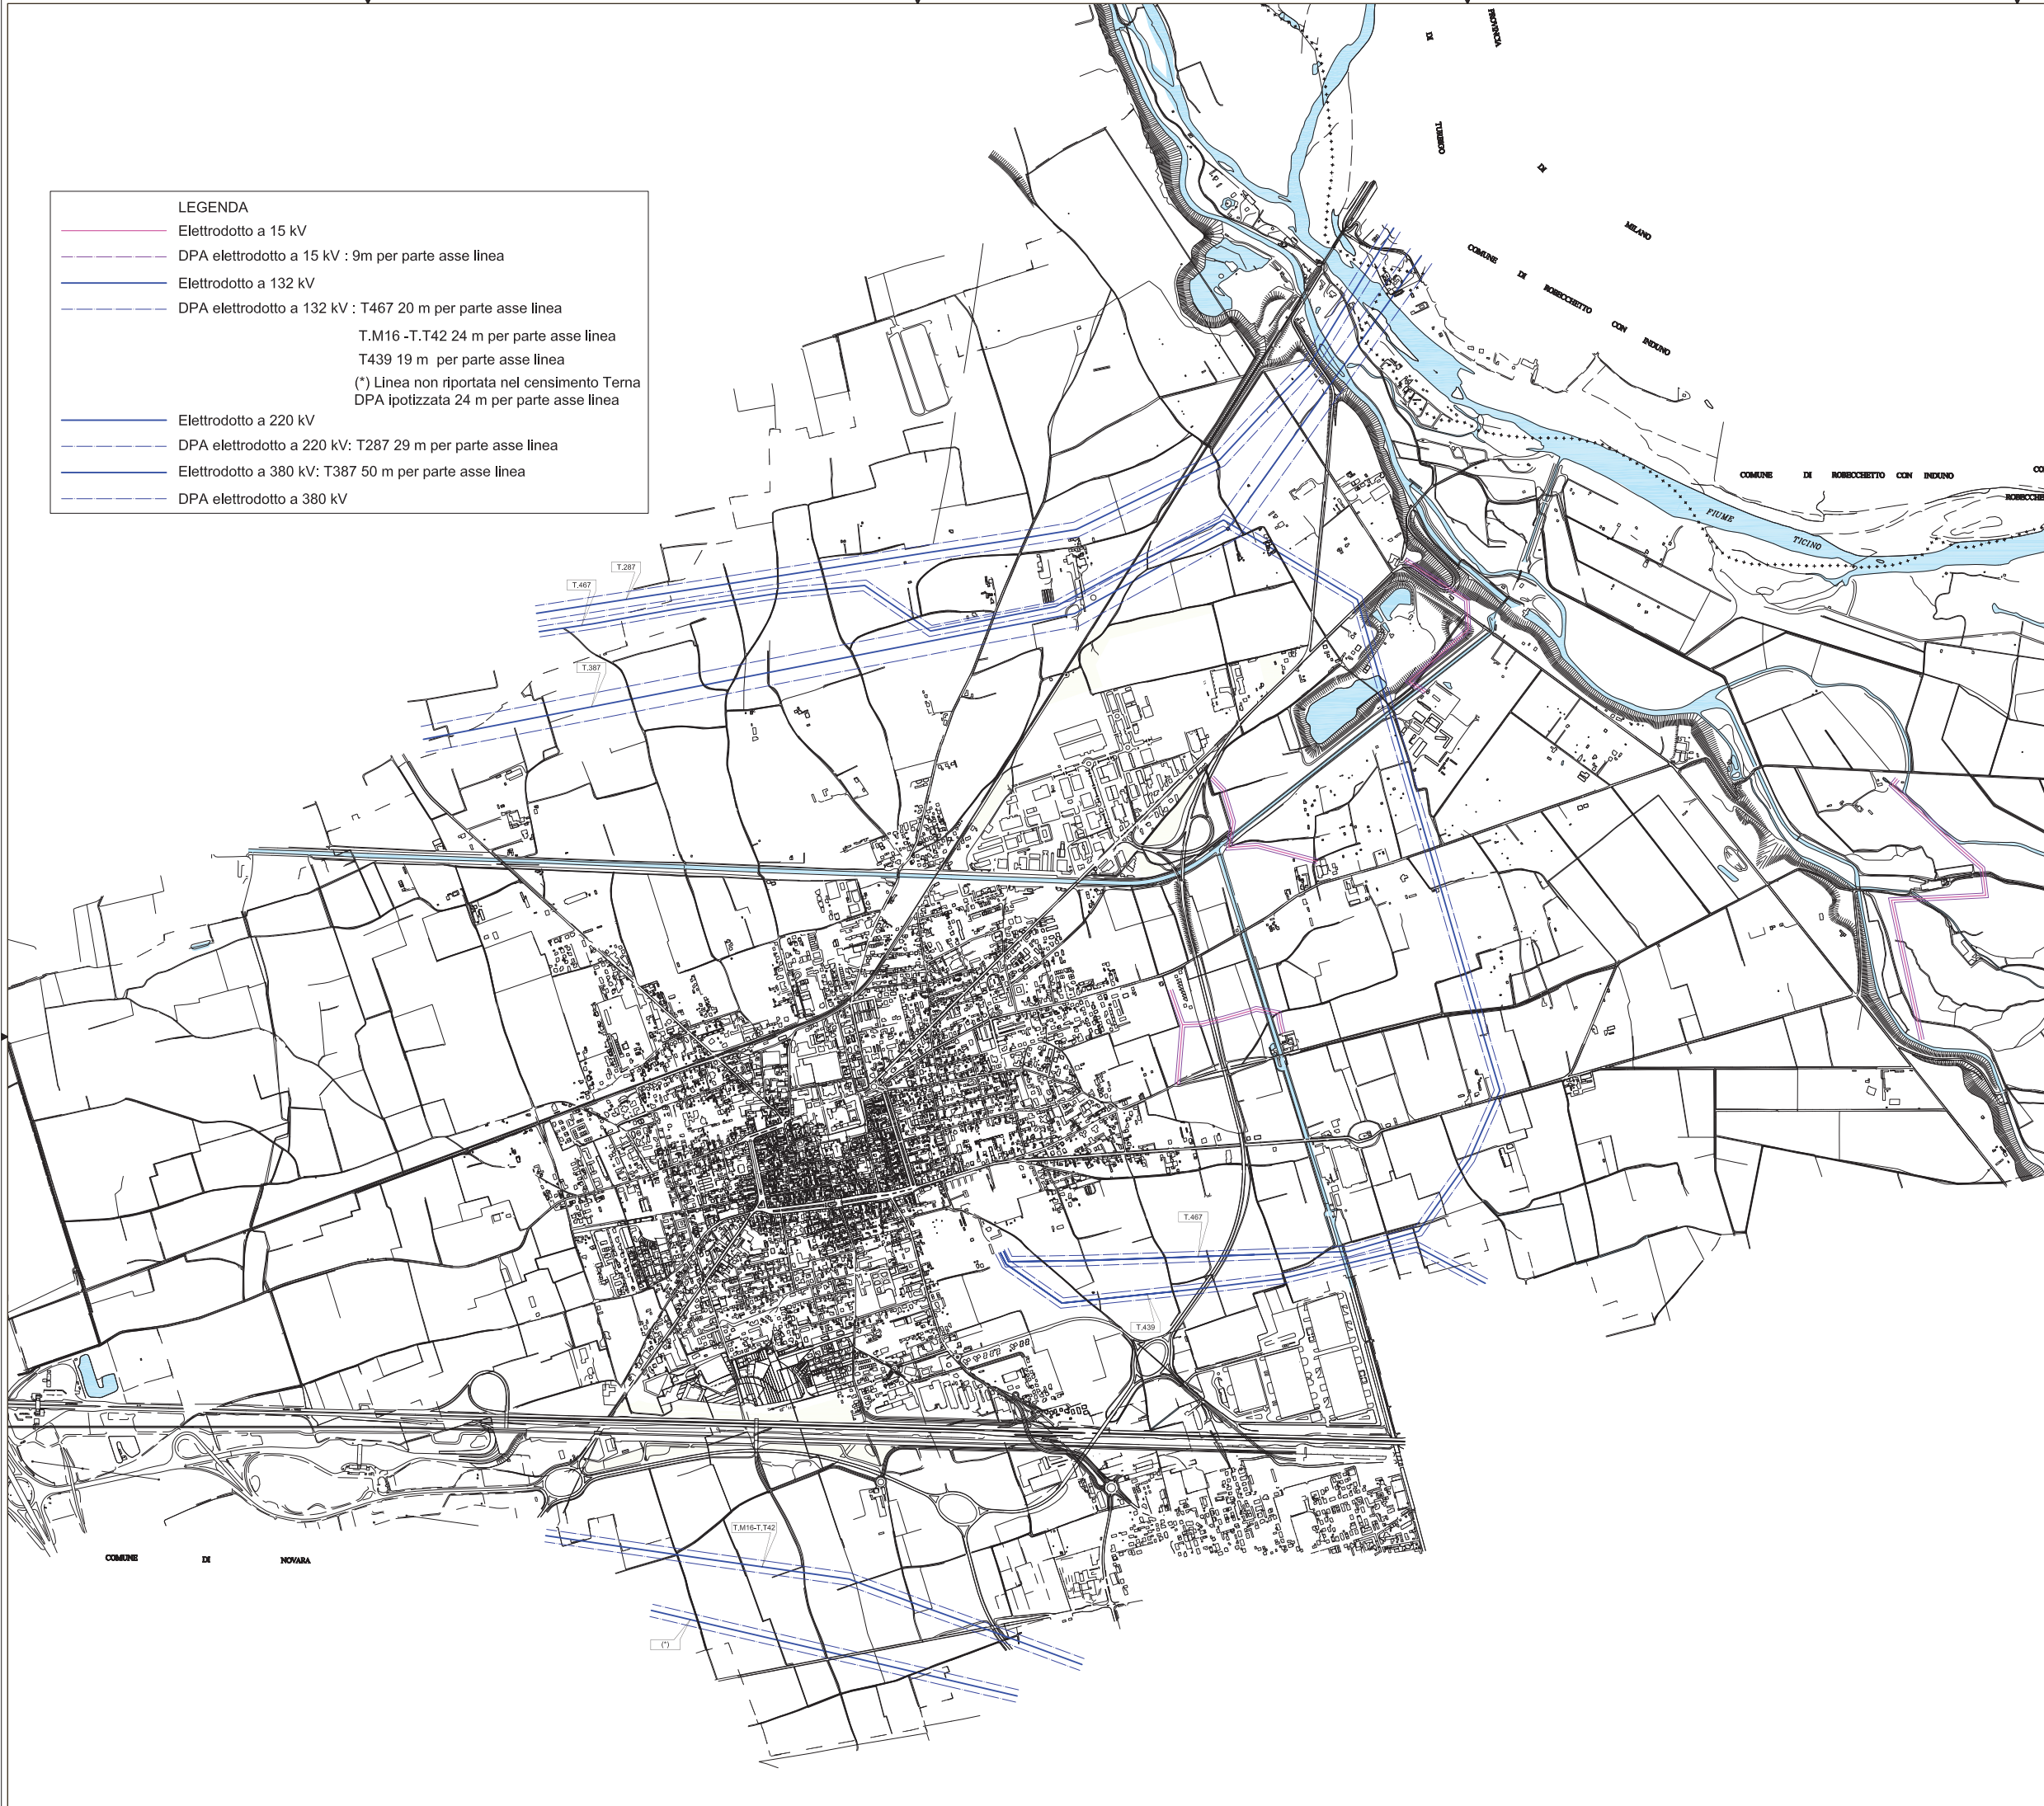 LEGENDA
Elettrodotto a 15 kV
DPA elettrodotto a 15 kV : 9m per parte asse linea
Elettrodotto a 132 kV
DPA elettrodotto a 132 kV : T467 20 m per parte asse linea
T.M16 -T.T42 24 m per parte asse linea
T439 19 m per parte asse linea
(*) Linea non riportata nel censimento Terna
DPA ipotizzata 24 m per parte asse linea
Elettrodotto a 220 kV
DPA elettrodotto a 220 kV: T287 29 m per parte asse linea
Elettrodotto a 380 kV: T387 50 m per parte asse linea
DPA elettrodotto a 380 kV
PROVINCIA
DI
MILANO
DI
TURBIGO
COMUNE DI ROBECCHETTO CON INDUNO
COMUNE DI ROBECCHETTO CON INDUNO
CO
ROBECCHE
FIUME
TICINO
T.287
T.467
T.387
T.467
T.439
T.M16-T.T42
(*)
COMUNE DI NOVARA